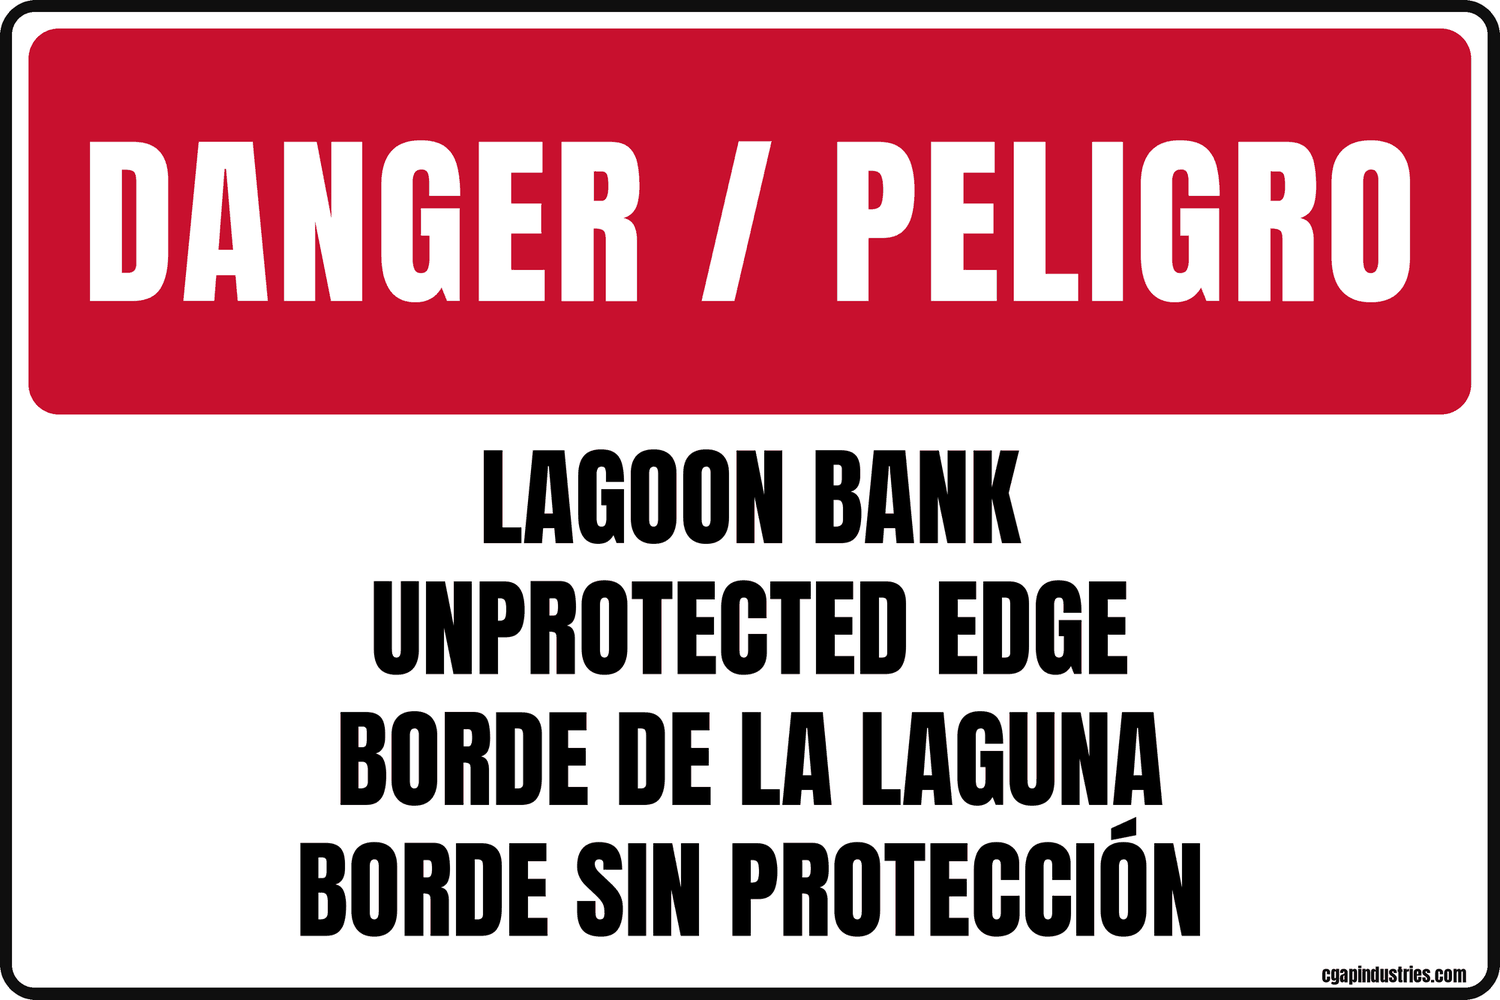 DANGER / PELIGRO
LAGOON BANK
UNPROTECTED EDGE
BORDE DE LA LAGUNA
BORDE SIN PROTECCIÓN
cgapindustries.com